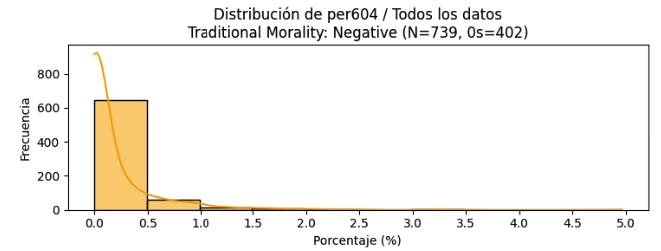 Distribución de per604 / Todos los datos
Traditional Morality: Negative (N=739, 0s=402)
Frecuencia
800
600
400
200
0
0.0 0.5 1.0 1.5 2.0 2.5 3.0 3.5 4.0 4.5 5.0
Porcentaje (%)